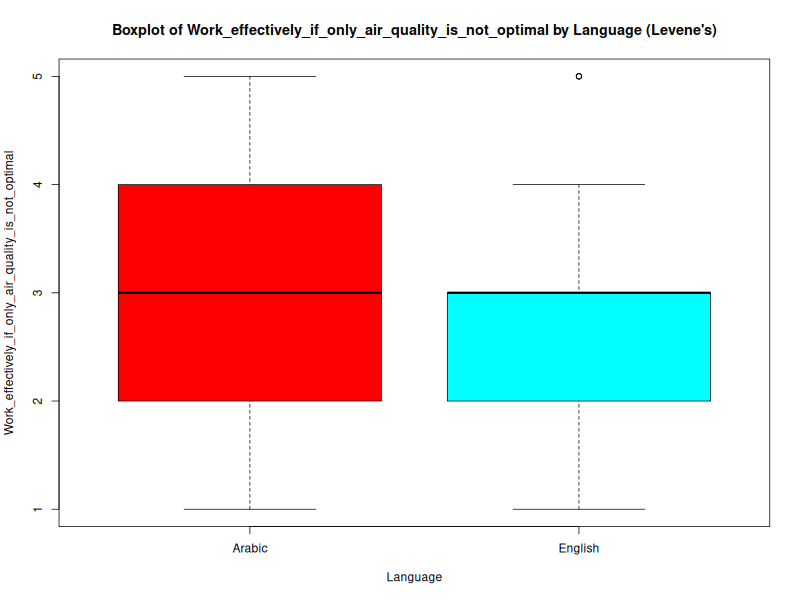 Boxplot of Work_effectively_if_only_air_quality_is_not_optimal by Language (Levene's)
Work_effectively_if_only_air_quality_is_not_optimal
5
4
3
2
1
Arabic English
Language